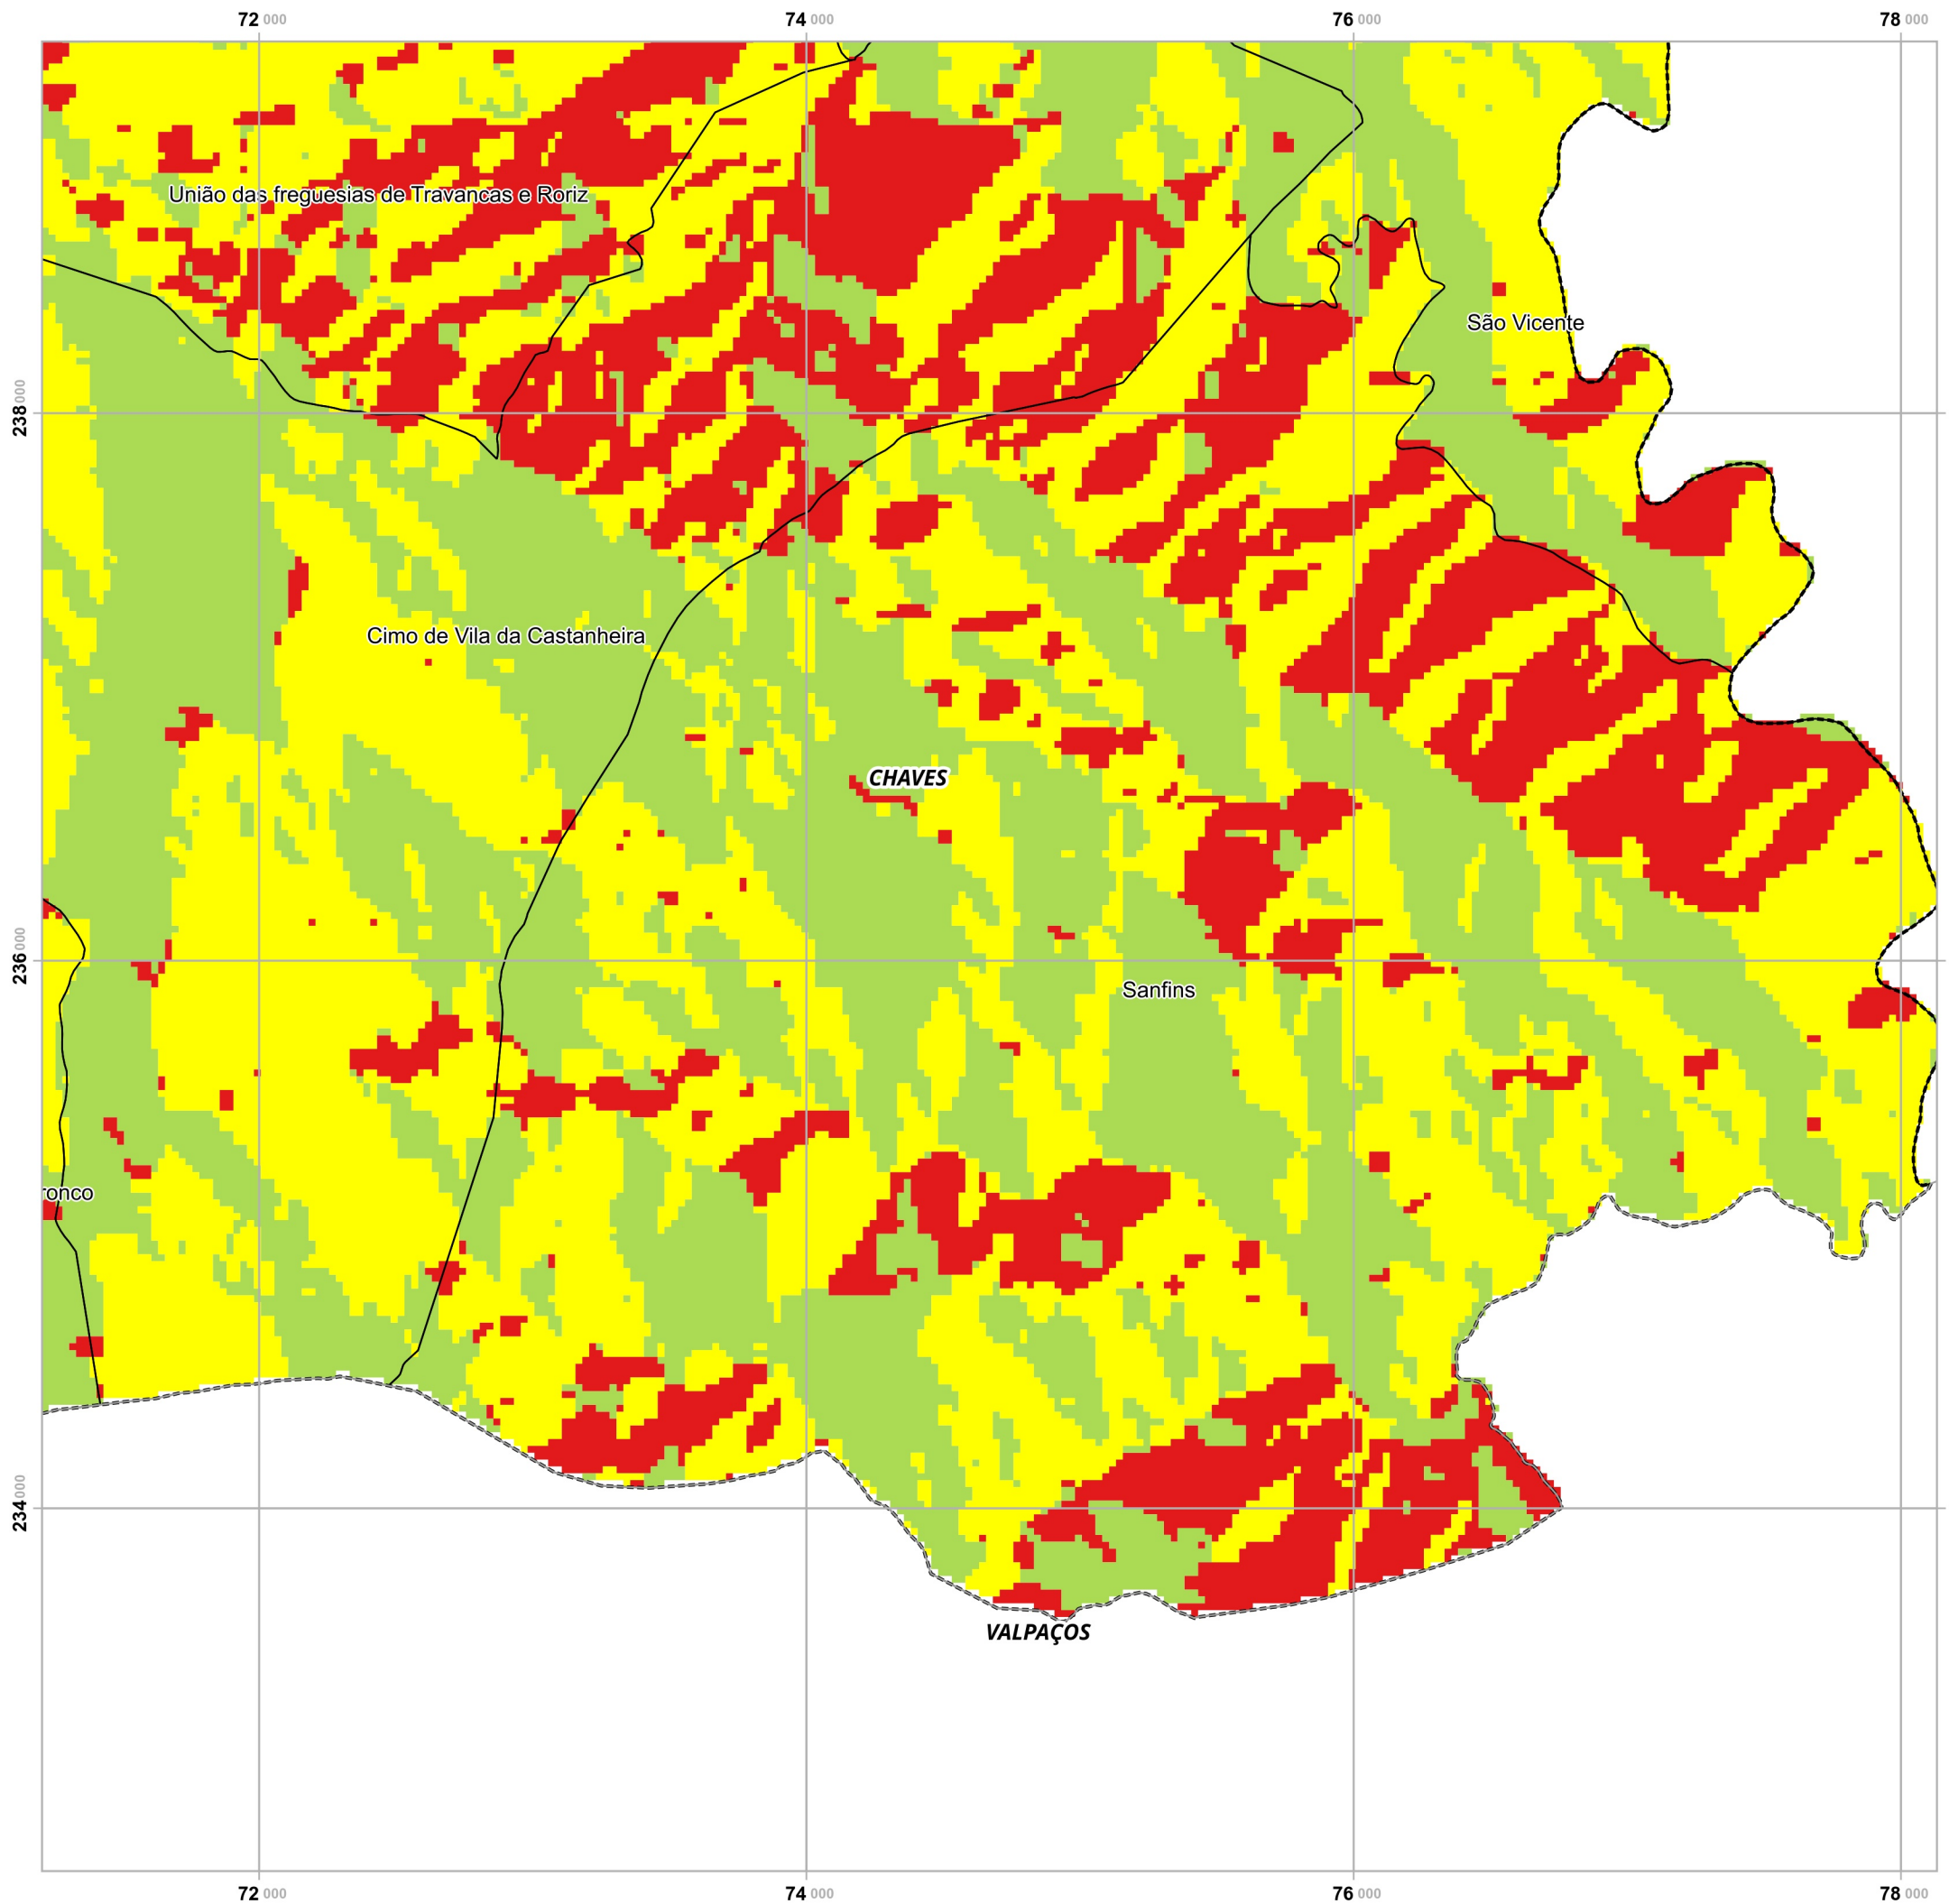 72 000 74 000 76 000 78 000
União das freguesias de Travancas e Roriz
São Vicente
238 000
Cimo de Vila da Castanheira
CHAVES
236 000
Sanfins
ronco
234 000
VALPAÇOS
72 000 74 000 76 000 78 000